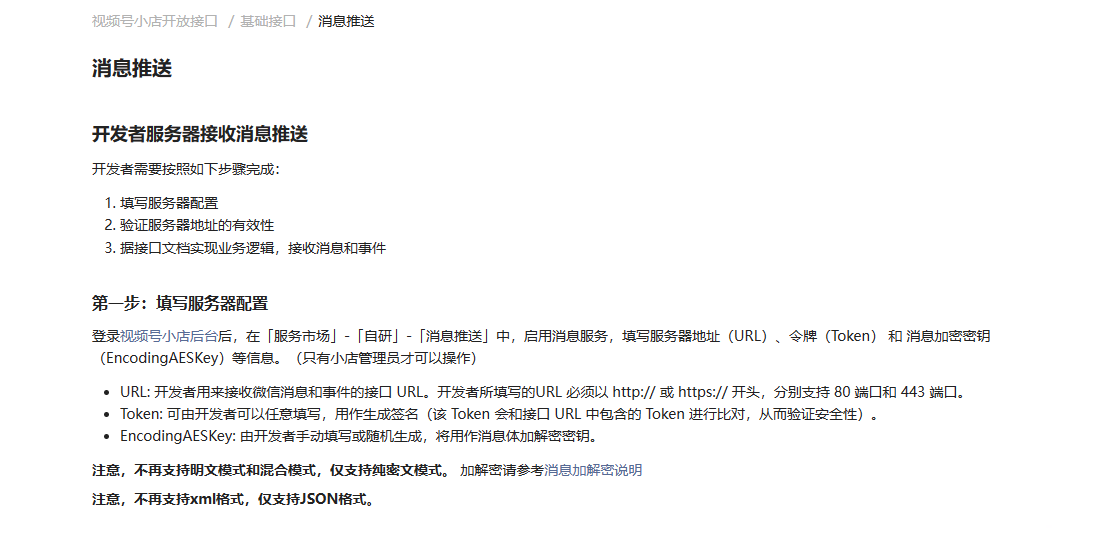 视频号小店开放接口 / 基础接口 / 消息推送
消息推送
开发者服务器接收消息推送
开发者需要按照如下步骤完成：
1. 填写服务器配置
2. 验证服务器地址的有效性
3. 据接口文档实现业务逻辑，接收消息和事件
第一步：填写服务器配置
登录视频号小店后台后，在「服务市场」-「自研」-「消息推送」中，启用消息服务，填写服务器地址（URL）、令牌（Token） 和 消息加密密钥
（EncodingAESKey）等信息。（只有小店管理员才可以操作）
• URL: 开发者用来接收微信消息和事件的接口 URL。开发者所填写的URL 必须以 http:// 或 https:// 开头，分别支持 80 端口和 443 端口。
• Token: 可由开发者可以任意填写，用作生成签名（该 Token 会和接口 URL 中包含的 Token 进行比对，从而验证安全性）。
• EncodingAESKey: 由开发者手动填写或随机生成，将用作消息体加解密密钥。
注意，不再支持明文模式和混合模式，仅支持纯密文模式。 加解密请参考消息加解密说明
注意，不再支持xml格式，仅支持JSON格式。